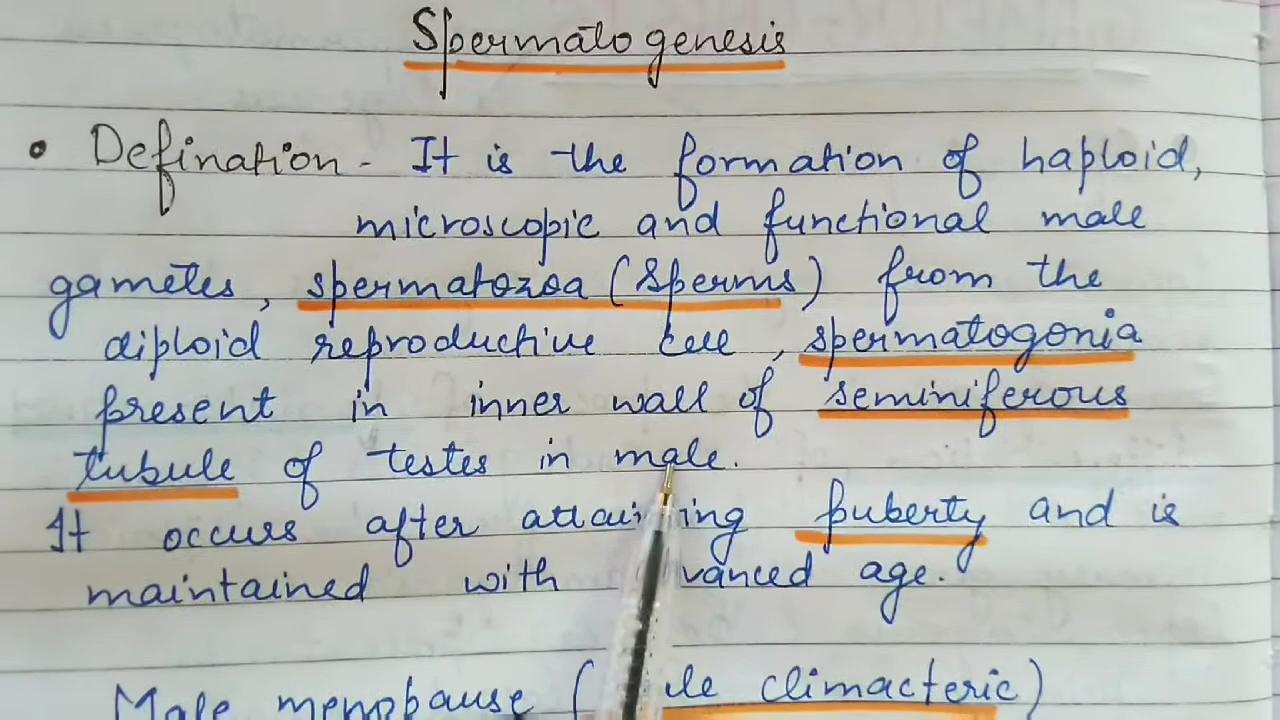 Spermatogenesis
• Defination - It is the formation of haploid,
microscopic and functional male
gametes, spermatozoa (Sperms) from the
diploid reproductive cell, spermatogonia
present in inner wall of seminiferous
tubule of testes in male.
It occurs after attaining puberty and is
maintained with vanced age.
Male menopause ( le climacteric)